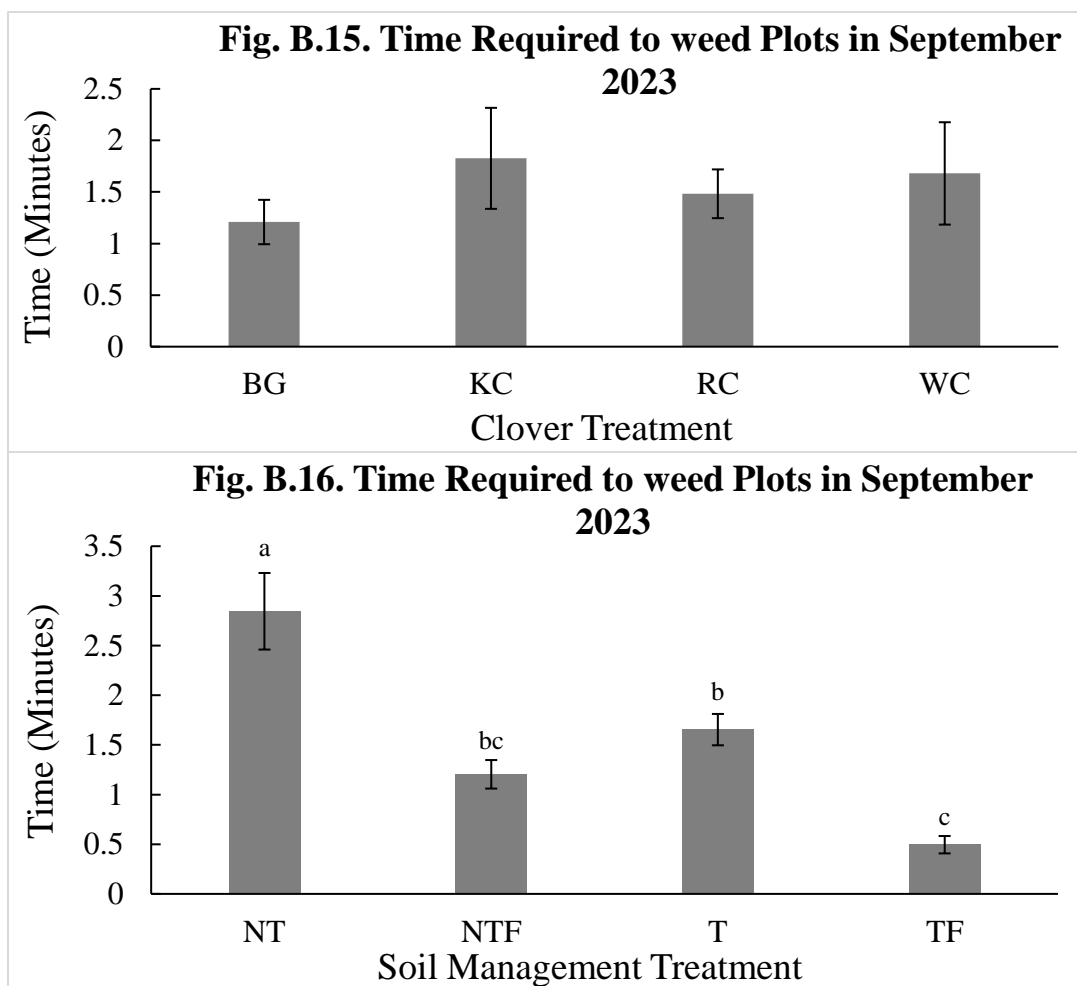 Fig. B.15. Time Required to weed Plots in September
2023
Time (Minutes)
2.5
2
1.5
1
0.5
0
BG KC RC WC
Clover Treatment
Fig. B.16. Time Required to weed Plots in September
2023
Time (Minutes)
3.5
3
2.5
2
1.5
1
0.5
0
a
bc
b
c
NT NTF T TF
Soil Management Treatment